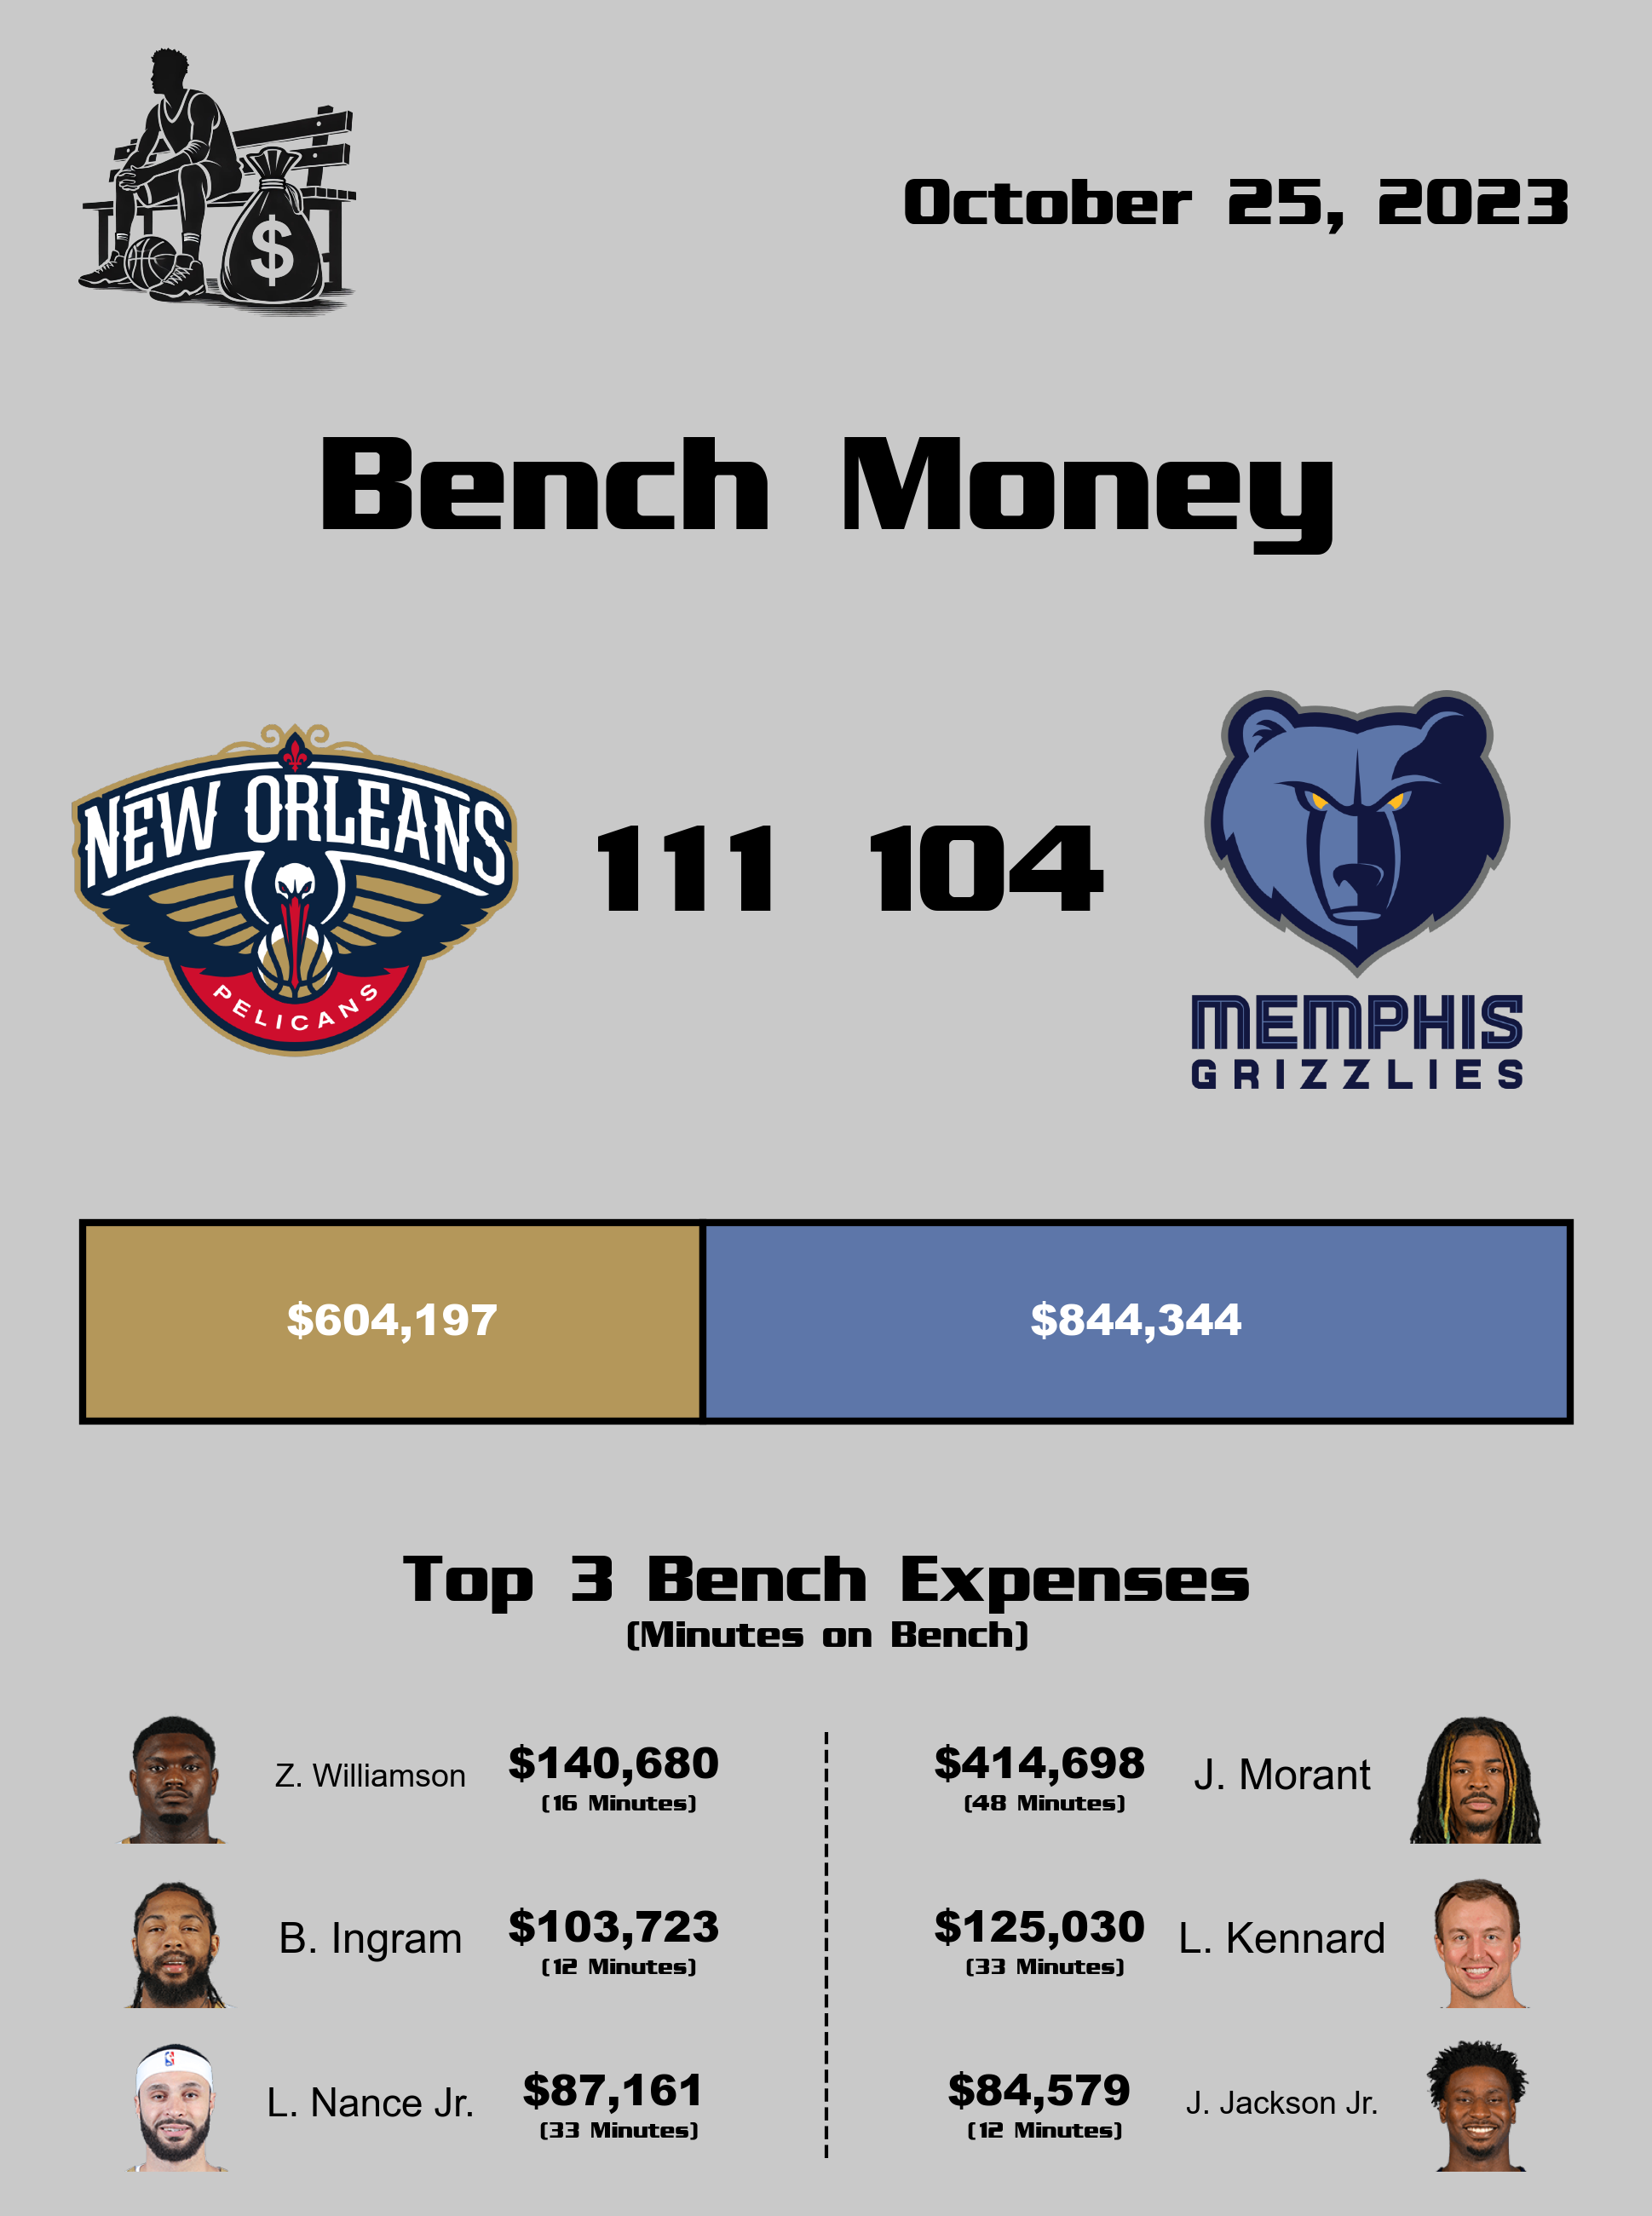 October 25, 2023
$
Bench Money
NEW ORLEANS
PELICANS
111 104
MEMPHIS
GRIZZLIES
$604,197 $844,344
Top 3 Bench Expenses
(Minutes on Bench)
Z. Williamson $140,680 $414,698 J. Morant
(16 Minutes) (48 Minutes)
B. Ingram $103,723 $125,030 L. Kennard
(12 Minutes) (33 Minutes)
L. Nance Jr. $87,161 $84,579 J. Jackson Jr.
(33 Minutes) (12 Minutes)